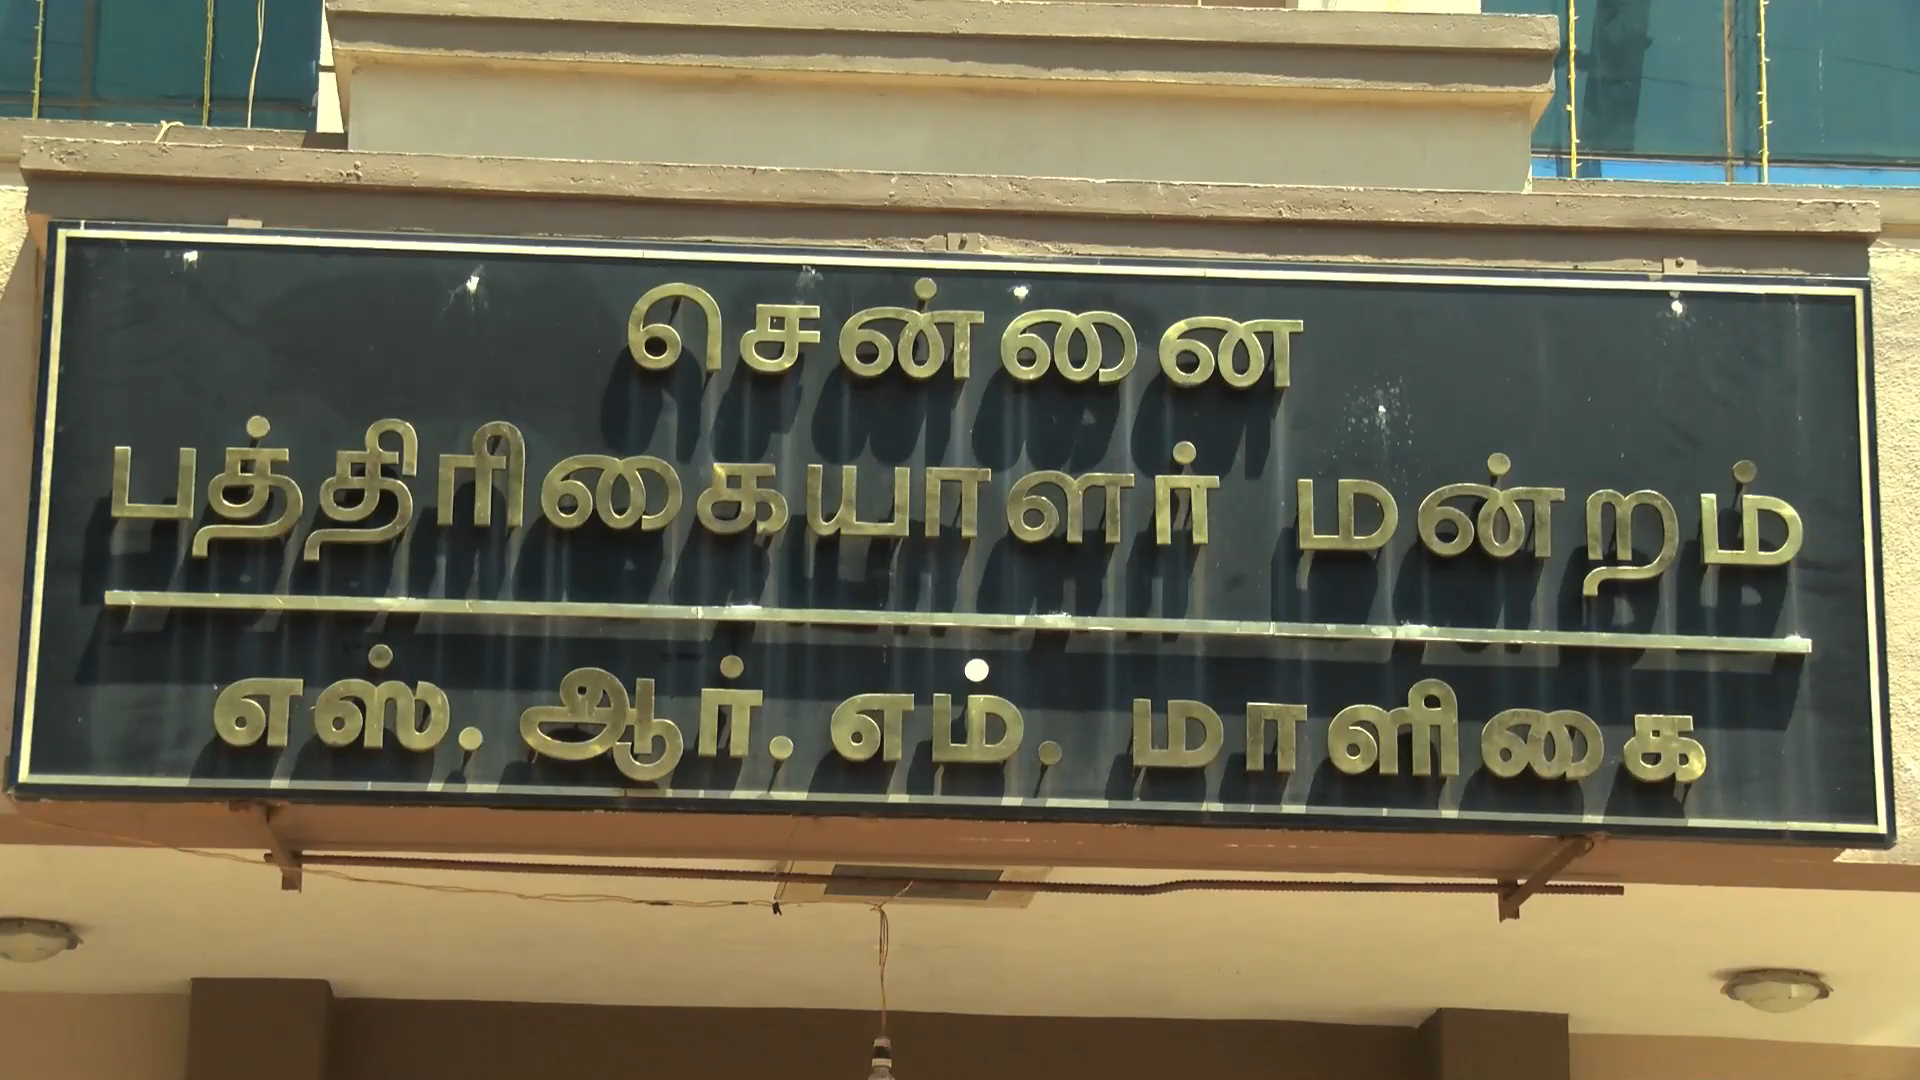 சென்னை
பத்திரிகையாளர் மன்றம்
எஸ். ஆர். எம். மாளிகை